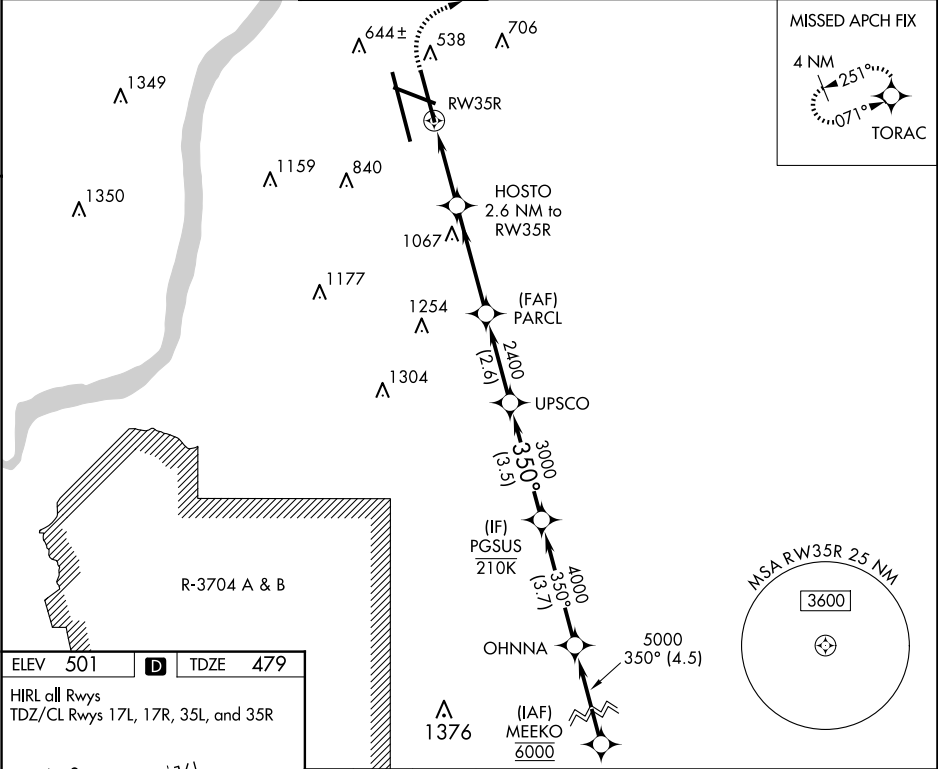 644 ±
538
706
1349
RW35R
MISSED APCH FIX
4 NM
251°
071°
TORAC
1159
840
1350
HOSTO
2.6 NM to
RW35R
1067
1177
(FAF)
PARCL
1254
2400
(2.6)
1304
UPSCO
3000
350°
(3.5)
(IF)
PGSUS
210K
4000
350°
(3.7)
R-3704 A & B
MSA RW35R 25 NM
3600
OHNNA
5000
350° (4.5)
(IAF)
MEEKO
6000
1376
ELEV 501 D TDZE 479
HIRL all Rwys
TDZ/CL Rwys 17L, 17R, 35L, and 35R